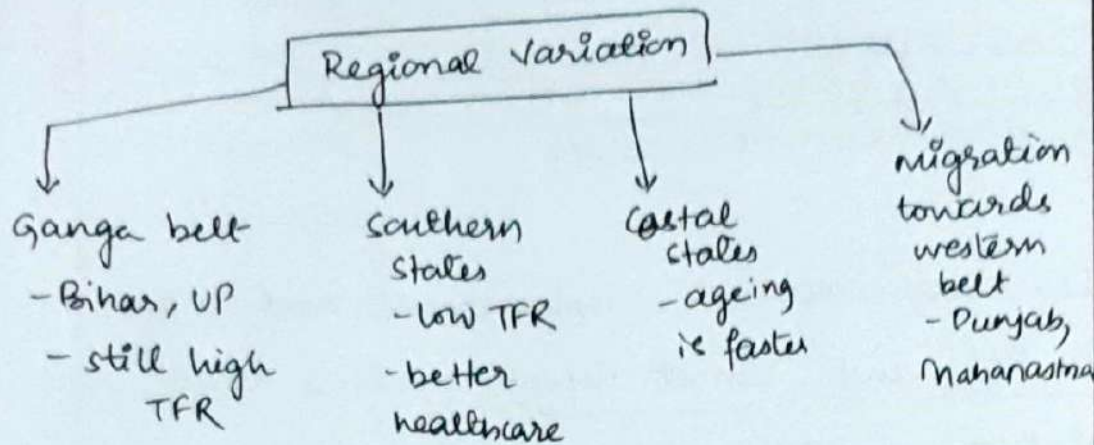 Regional Variation
Ganga belt
- Bihar, UP
- still high
TFR
Southern
States
- low TFR
- better
healthcare
Costal
states
- ageing
is faster
migration
towards
western
belt
- Punjab,
Maharastra